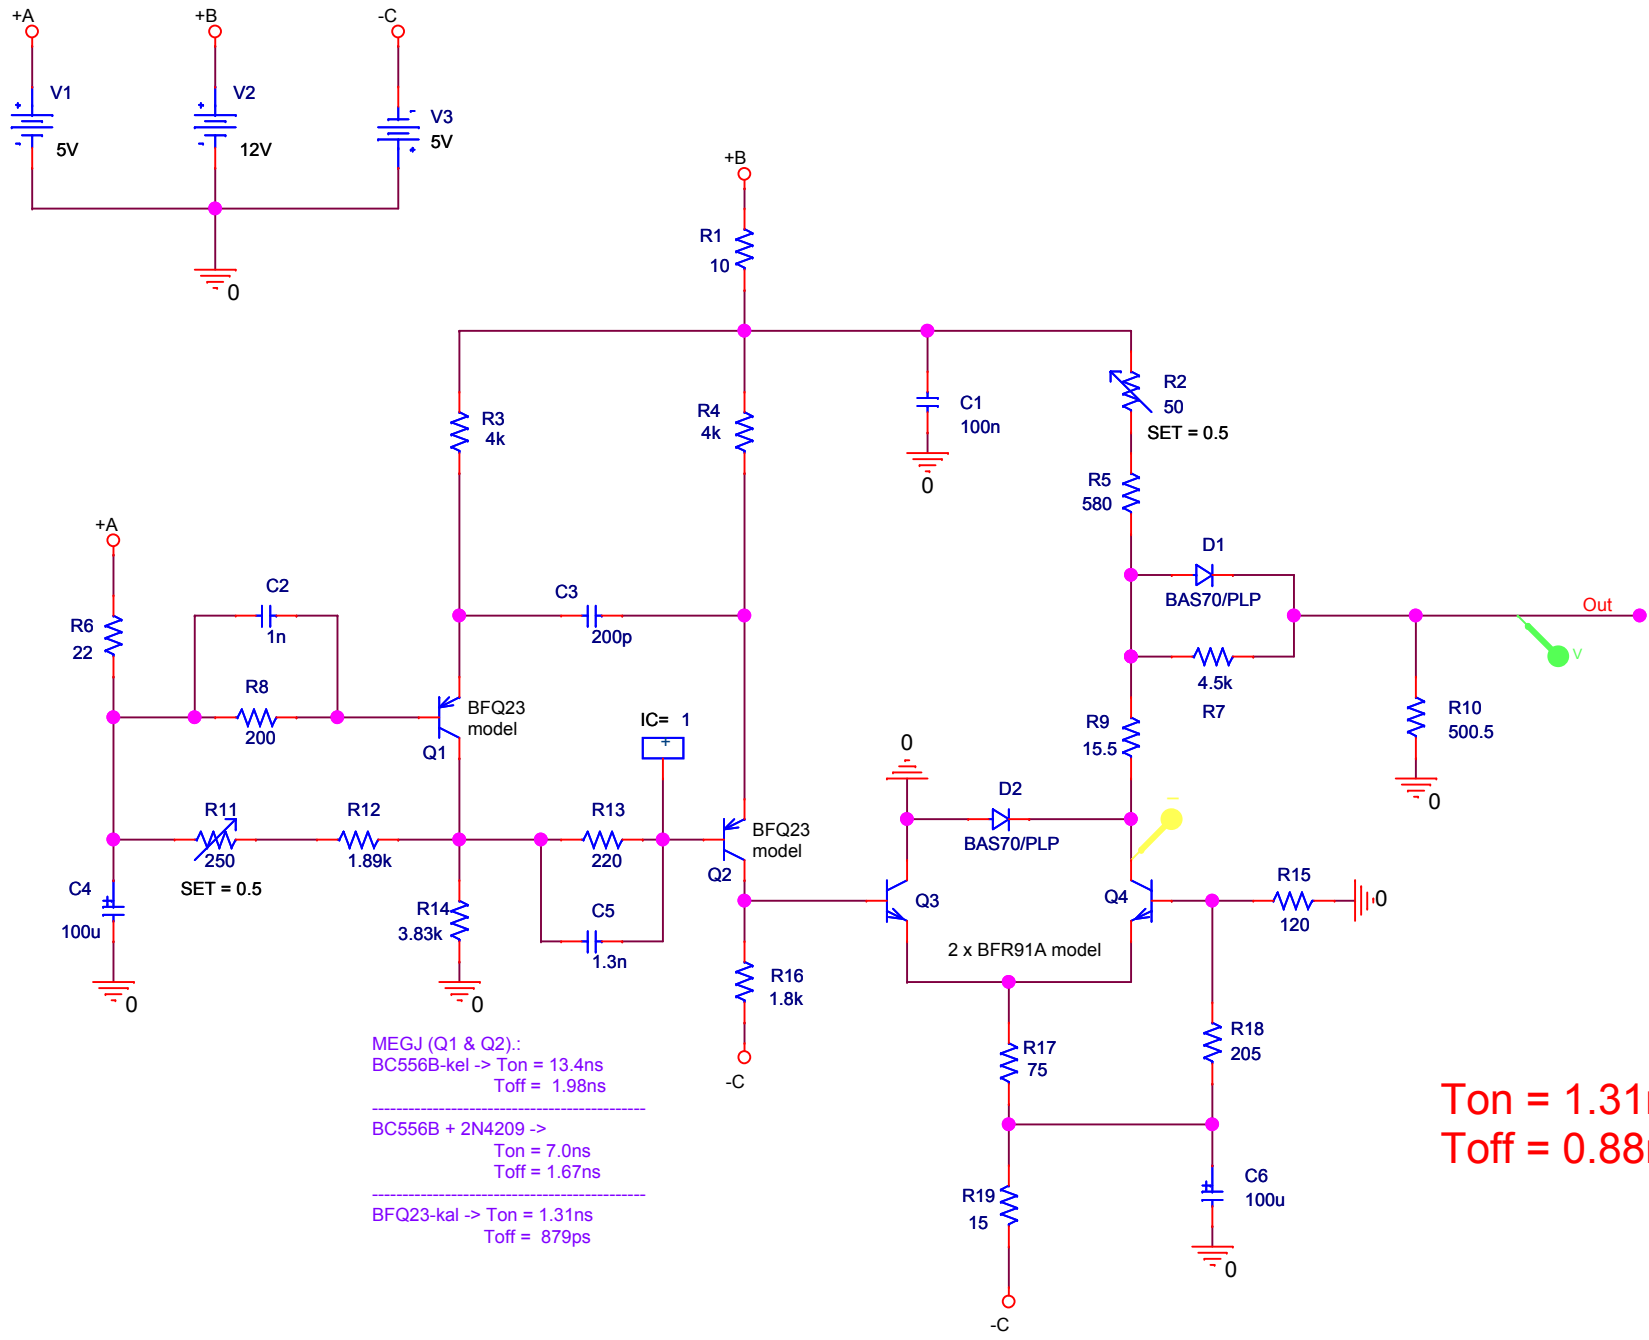 +A
+B
-C
V1
5V
V2
12V
V3
5V
0
+B
R1
10
R3
4k
R4
4k
C1
100n
0
R2
50
SET = 0.5
R5
580
D1
BAS70/PLP
Out
V
4.5k
R7
R10
500.5
0
+A
R6
22
C2
1n
C3
200p
R8
200
BFQ23
model
Q1
IC= 1
R9
15.5
R11
250
SET = 0.5
R12
1.89k
R13
220
BFQ23
model
Q2
0
D2
BAS70/PLP
C4
100u
0
R14
3.83k
0
C5
1.3n
Q3
Q4
R15
120
0
2 x BFR91A model
R16
1.8k
-C
R17
75
R18
205
MEGJ (Q1 & Q2).:
BC556B-kel -> Ton = 13.4ns
Toff = 1.98ns
---------------------------------------------
BC556B + 2N4209 ->
Ton = 7.0ns
Toff = 1.67ns
---------------------------------------------
BFQ23-kal -> Ton = 1.31ns
Toff = 879ps
R19
15
C6
100u
0
-C
Ton = 1.31
Toff = 0.88